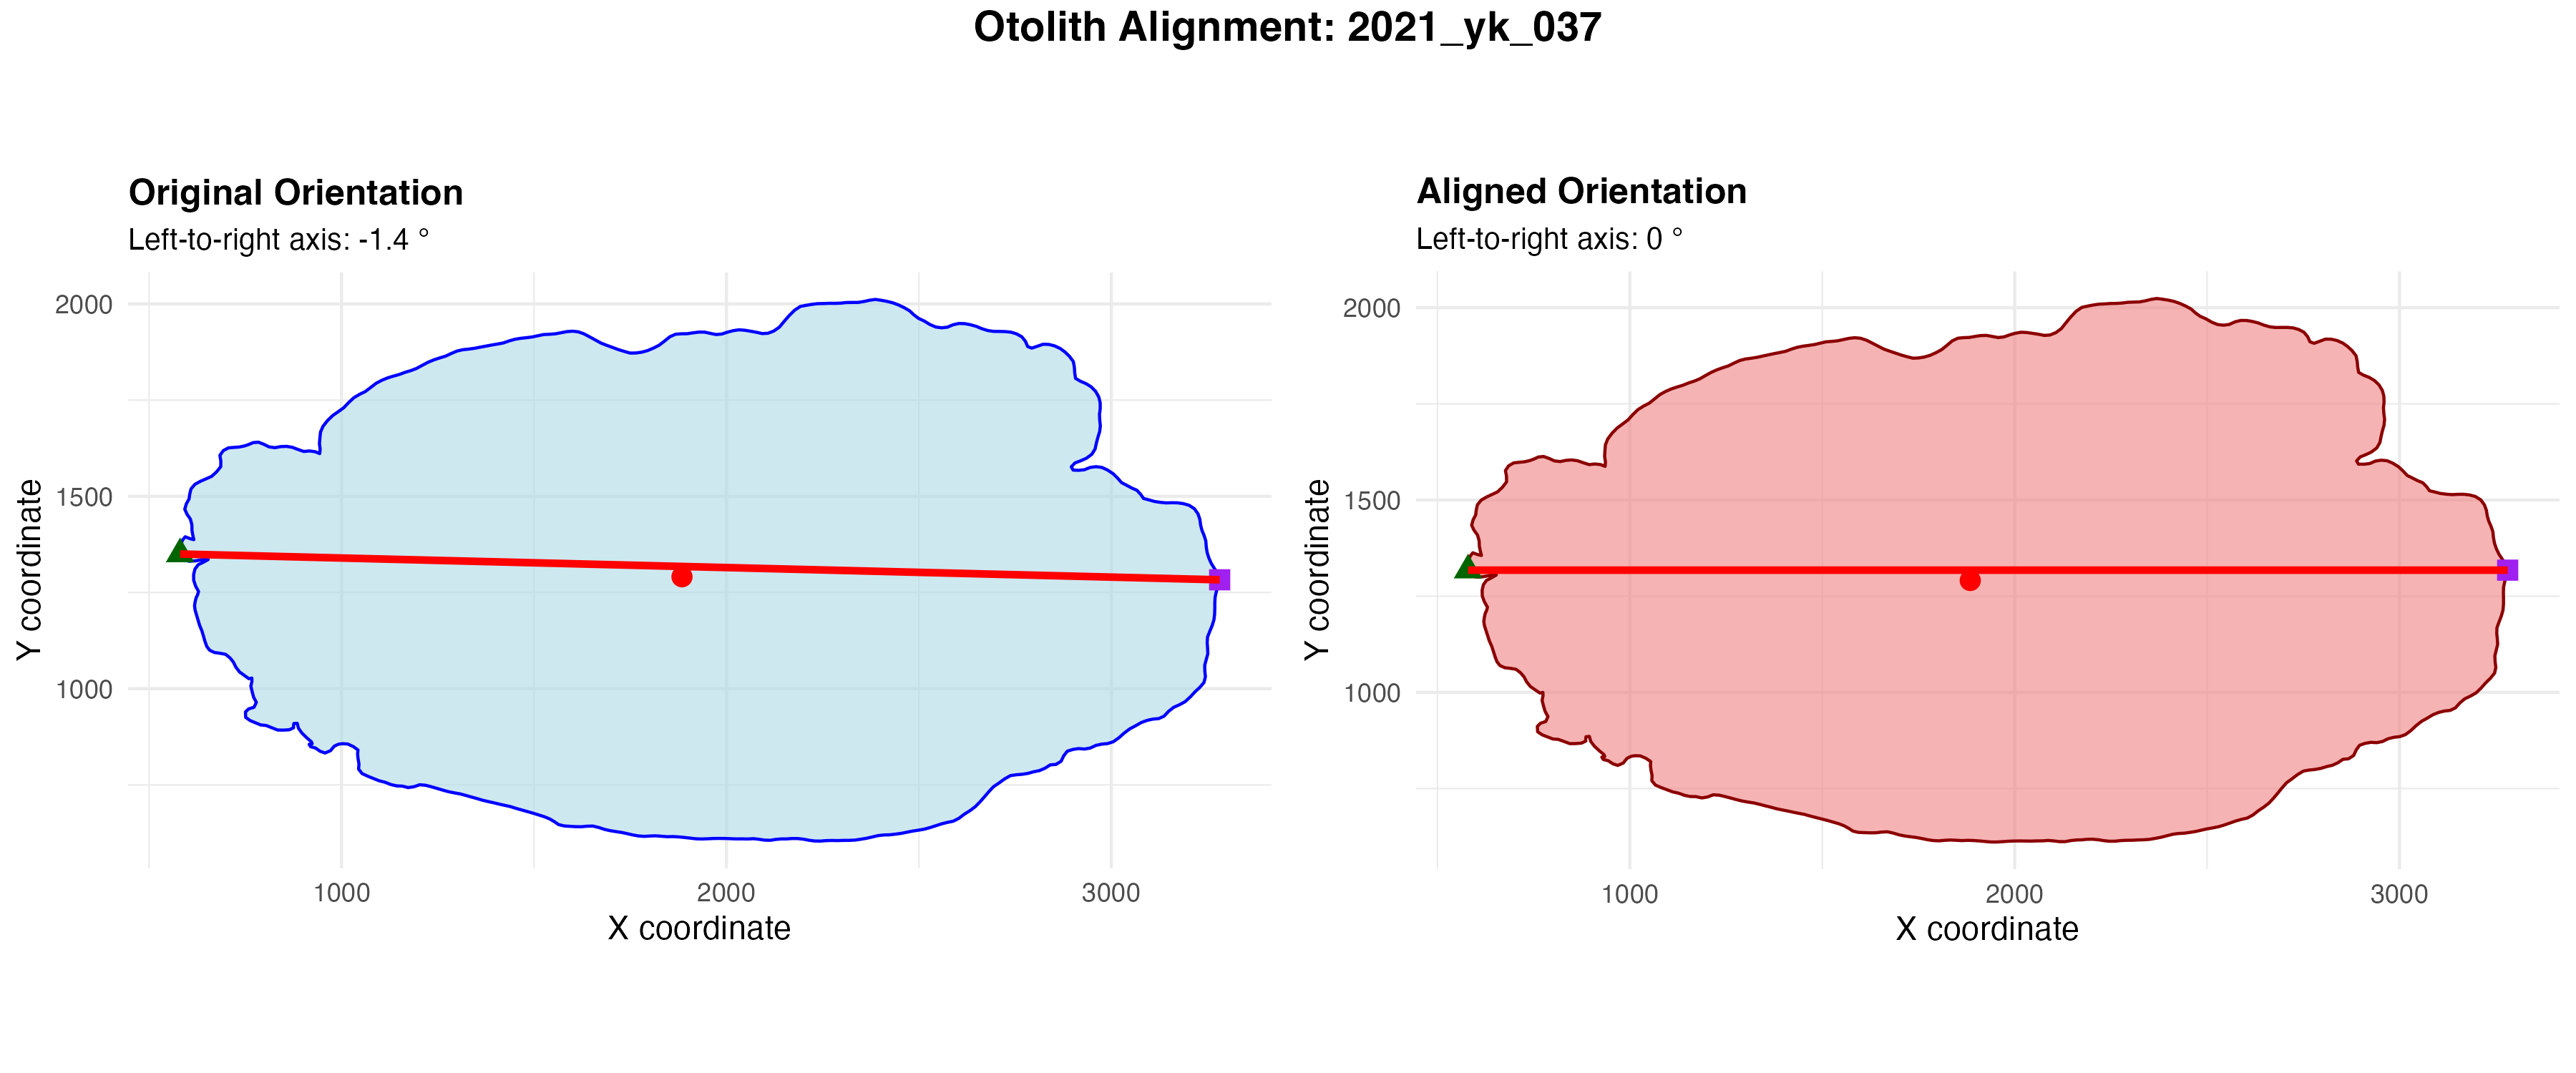 Otolith Alignment: 2021_yk_037
Original Orientation
Left-to-right axis: -1.4 °
2000
1500
1000
Y coordinate
1000
2000
3000
X coordinate
Aligned Orientation
Left-to-right axis: 0 °
2000
1500
1000
Y coordinate
1000
2000
3000
X coordinate